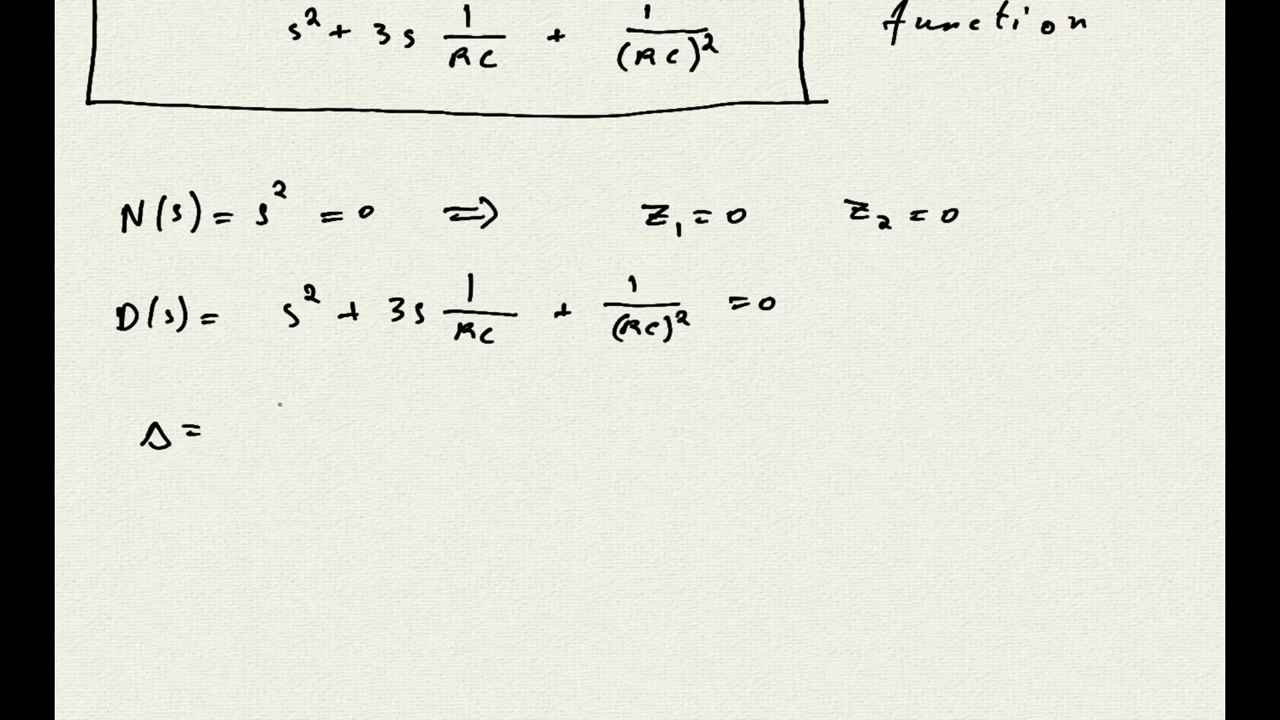 s² + 3s 1/RC + 1/(RC)²
function
N(s) = s² = 0 ⇒ Z₁ = 0 Z₂ = 0
D(s) = s² + 3s 1/RC + 1/(RC)² = 0
Δ =